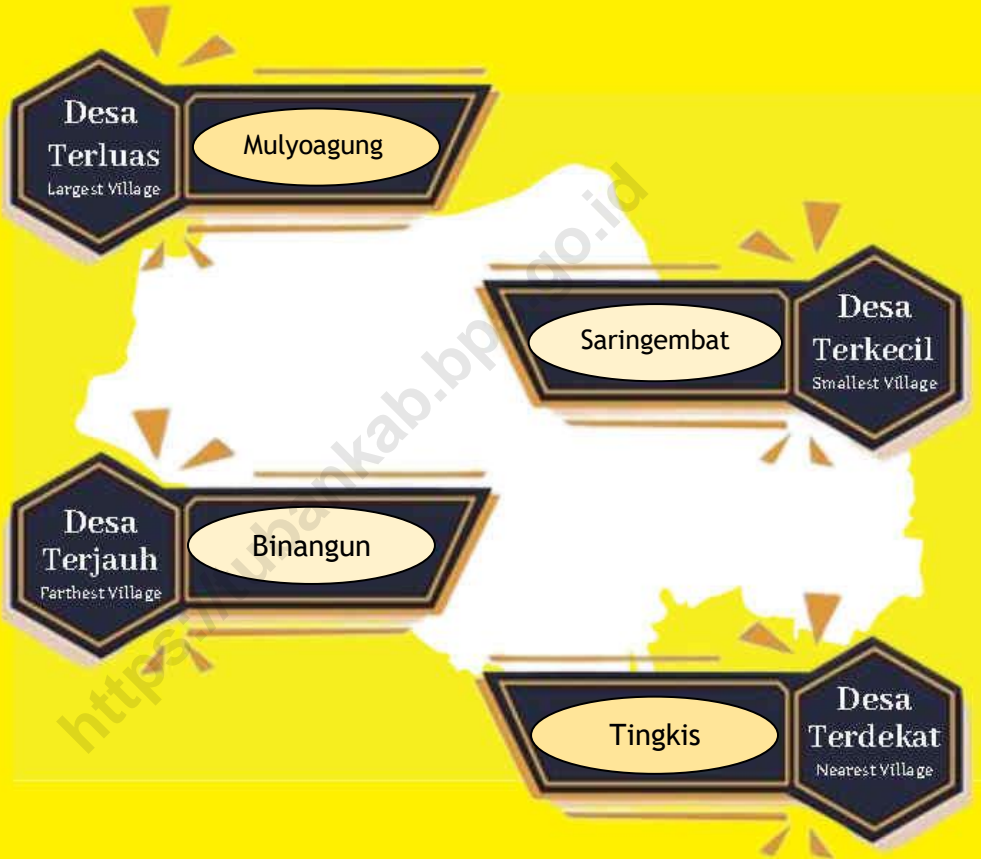 Desa
Terluas
Largest Village
Mulyoagung
Saringembat
Desa
Terkecil
Smallest Village
Desa
Terjauh
Farthest Village
Binangun
Tingkis
Desa
Terdekat
Nearest Village
https://tubankab.bps.go.id